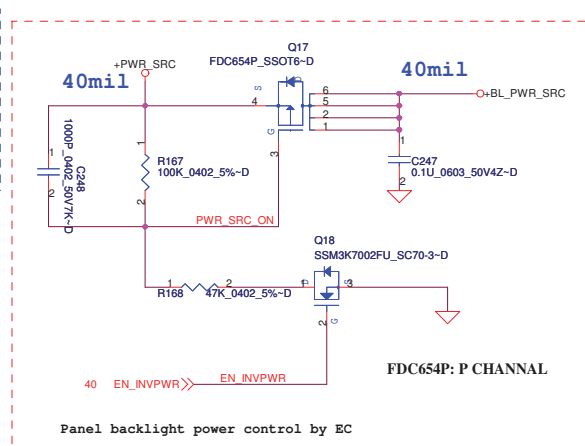 Q17
FDC654P_SSOT6~D
+PWR_SRC
40mil
40mil
S
D
4
6
5
2
1
G
3
+BL_PWR_SRC
1
2
C248
1000P_0402_50V7K~D
1
R167
100K_0402_5%~D
2
1
C247
0.1U_0603_50V4Z~D
2
PWR_SRC_ON
Q18
SSM3K7002FU_SC70-3~D
1
2
R168
47K_0402_5%~D
1
D
S
3
2
G
40
EN_INVPWR
EN_INVPWR
FDC654P: P CHANNAL
Panel backlight power control by EC